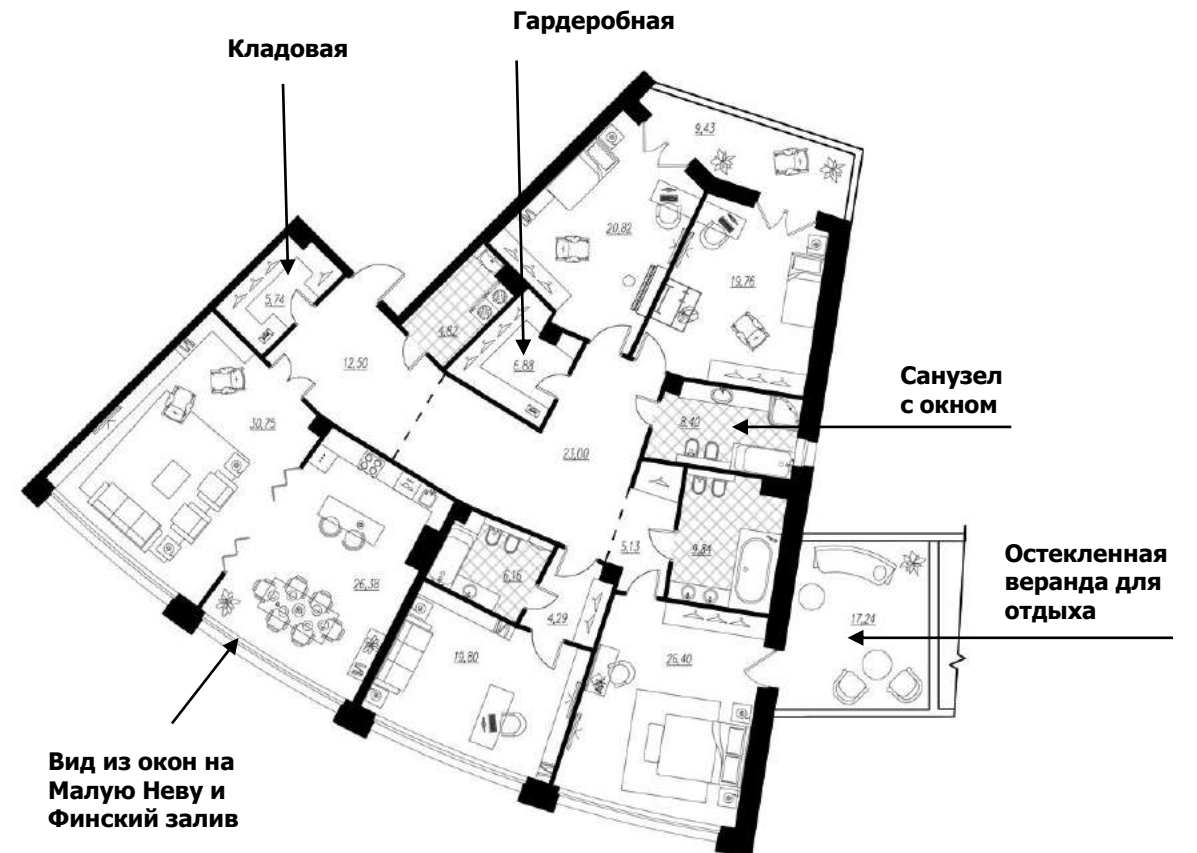 Гардеробная
Кладовая
9,43
20,82
19,76
5,74
4,82
12,50
6,88
30,75
8,40
Санузел
с окном
23,00
26,38
6,16
5,13
9,84
4,29
Остекленная
веранда для
отдыха
17,24
19,80
26,40
Вид из окон на
Малую Неву и
Финский залив